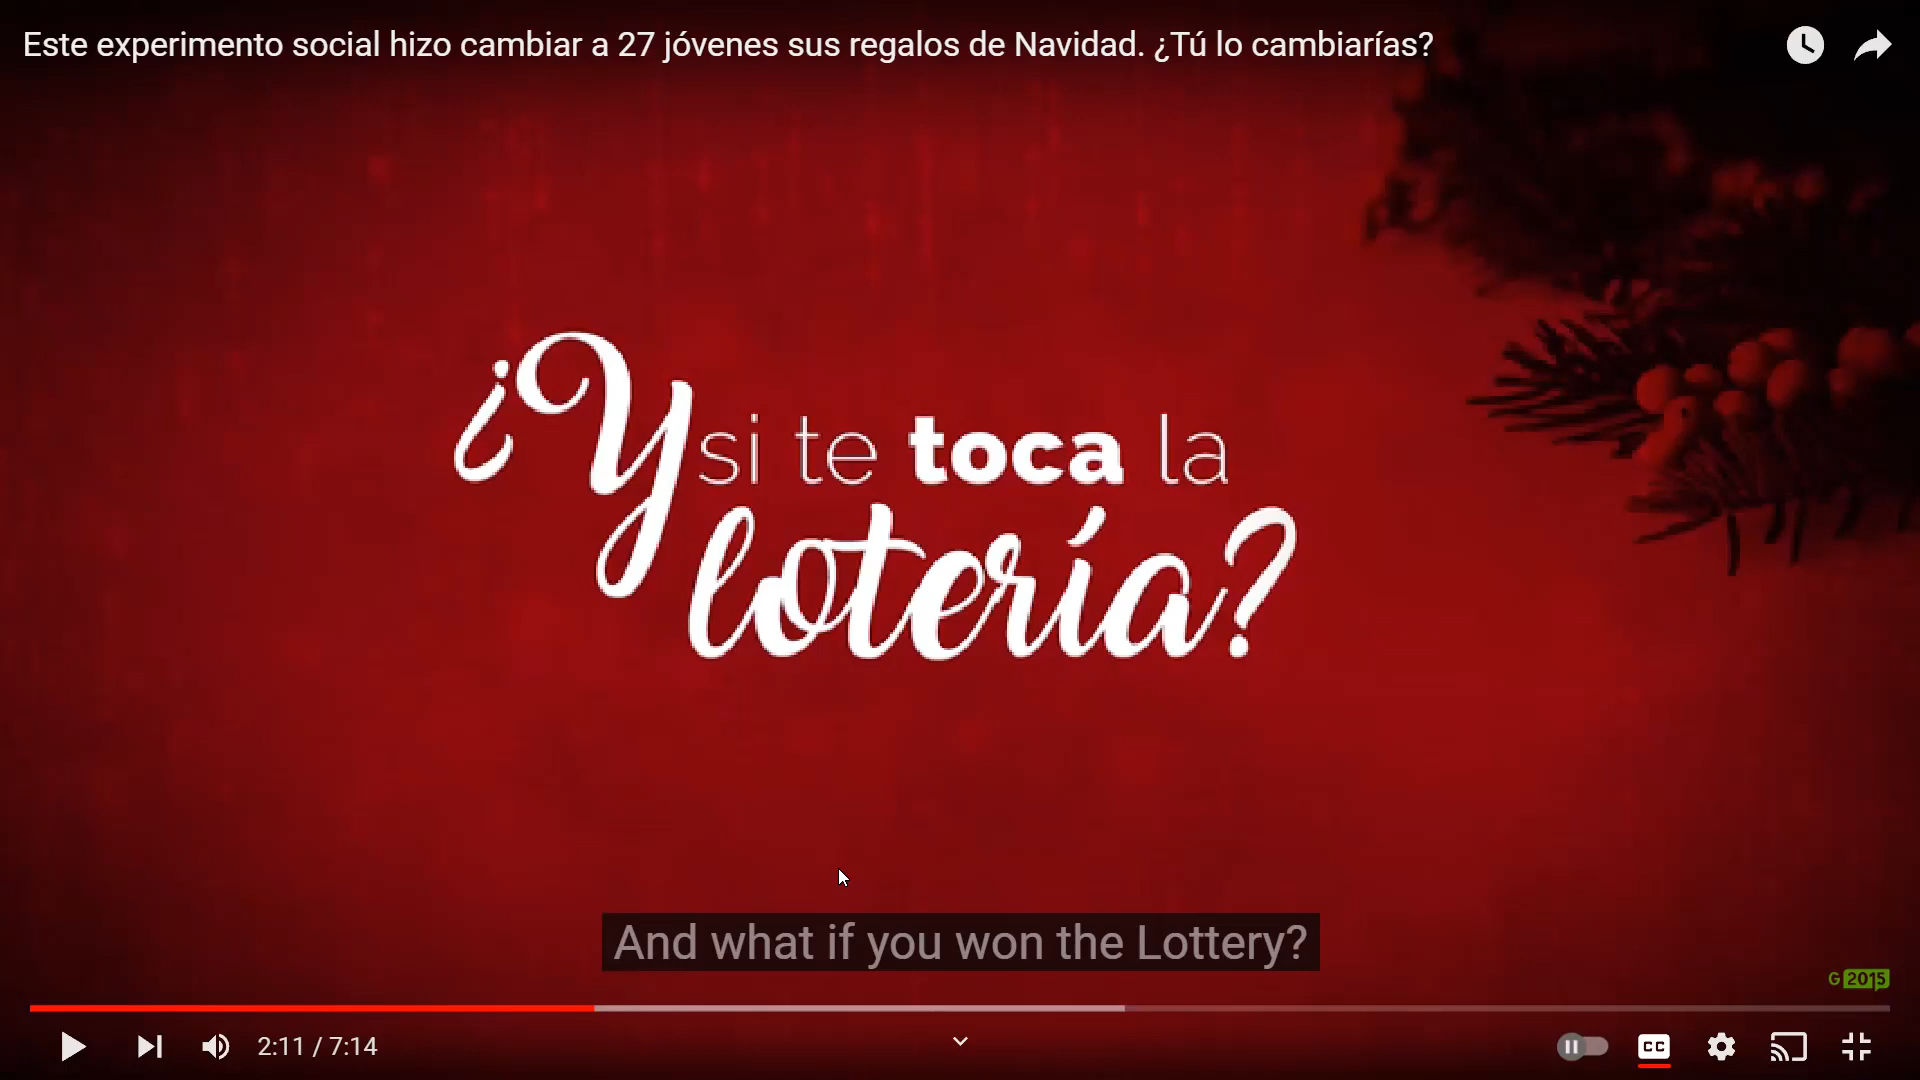 Este experimento social hizo cambiar a 27 jóvenes sus regalos de Navidad. ¿Tú lo cambiarías?
¿Y si te toca la
lotería?
And what if you won the Lottery?
G 2015
2:11 / 7:14
CC